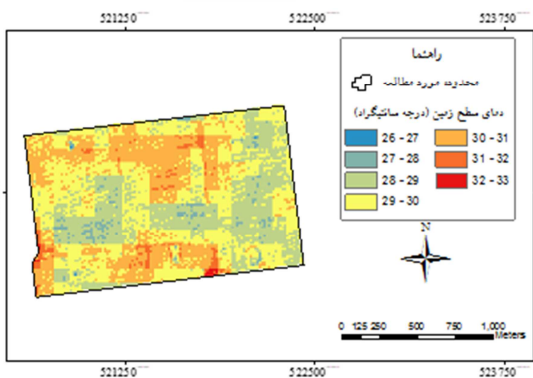 521250 522500 523750
راهنما
محدوده مورد مطالعه
دمای سطح زمین (درجه سانتیگراد)
26 - 27 30 - 31
27 - 28 31 - 32
28 - 29 32 - 33
29 - 30
N
0 125 250 500 750 1,000
Meters
521250 522500 523750